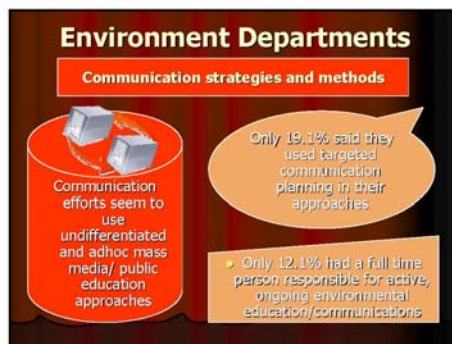 Environment Departments
Communication strategies and methods
Communication
efforts seem to
use
undifferentiated
and adhoc mass
media/ public
education
approaches
Only 19.1% said they
used targeted
communication
planning in their
approaches
• Only 12.1% had a full time
person responsible for active,
ongoing environmental
education/communications